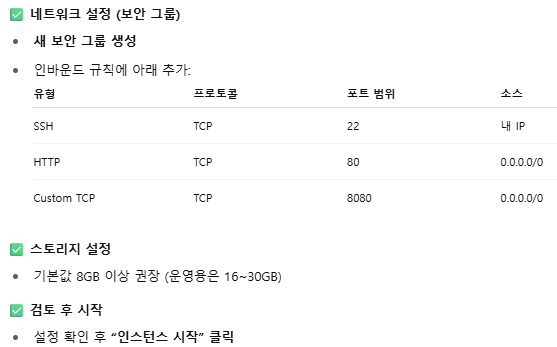 ✅ 네트워크 설정 (보안 그룹)
• 새 보안 그룹 생성
• 인바운드 규칙에 아래 추가:
유형 프로토콜 포트 범위 소스
SSH TCP 22 내 IP
HTTP TCP 80 0.0.0.0/0
Custom TCP TCP 8080 0.0.0.0/0
✅ 스토리지 설정
• 기본값 8GB 이상 권장 (운영용은 16~30GB)
✅ 검토 후 시작
• 설정 확인 후 “인스턴스 시작” 클릭